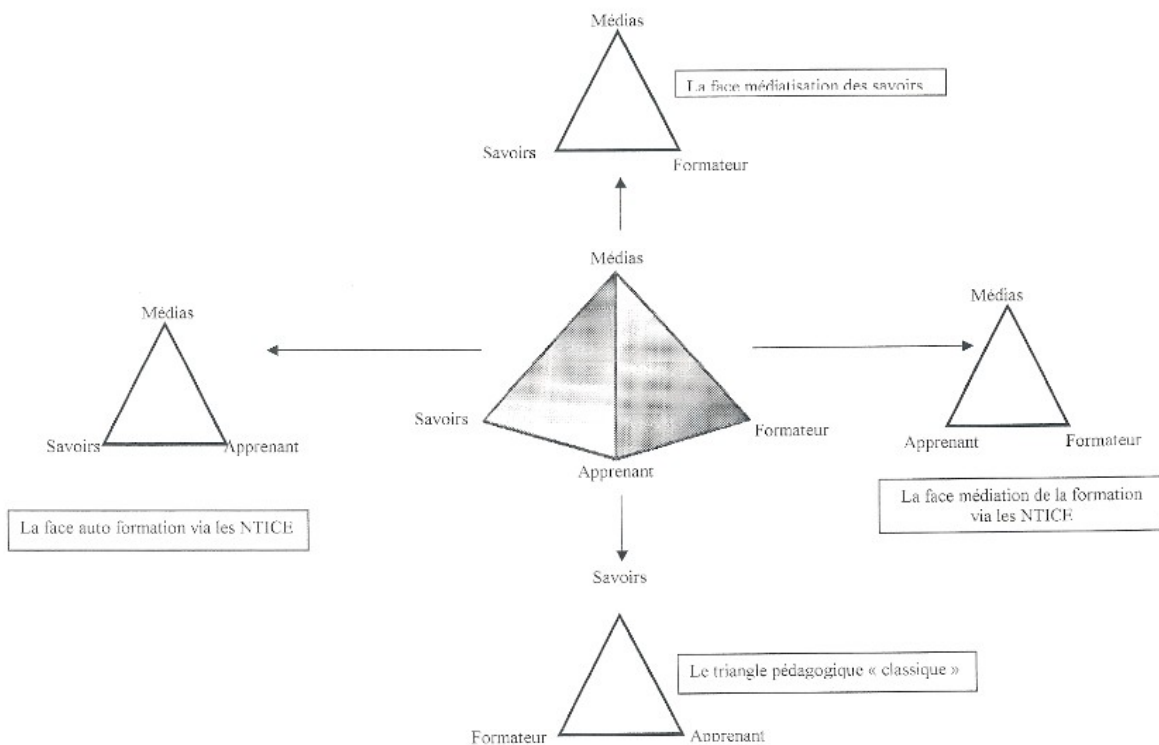 Médias
La face médiatisation des savoirs
Savoirs
Formateur
Médias
Médias
Médias
Savoirs
Formateur
Savoirs
Apprenant
Apprenant
Formateur
Apprenant
La face auto formation via les NTICE
La face médiation de la formation
via les NTICE
Savoirs
Le triangle pédagogique « classique »
Formateur
Apprenant